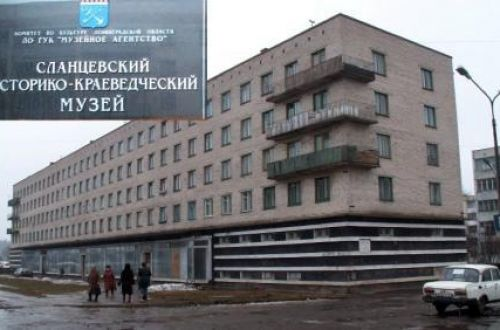 КОМИТЕТ ПО КУЛЬТУРЕ ЛЕНИНГРАДСКОЙ ОБЛАСТИ
ЛО ГУК "МУЗЕЙНОЕ АГЕНТСТВО"
СЛАНЦЕВСКИЙ
СТОРИКО-КРАЕВЕДЧЕСКИЙ
МУЗЕЙ